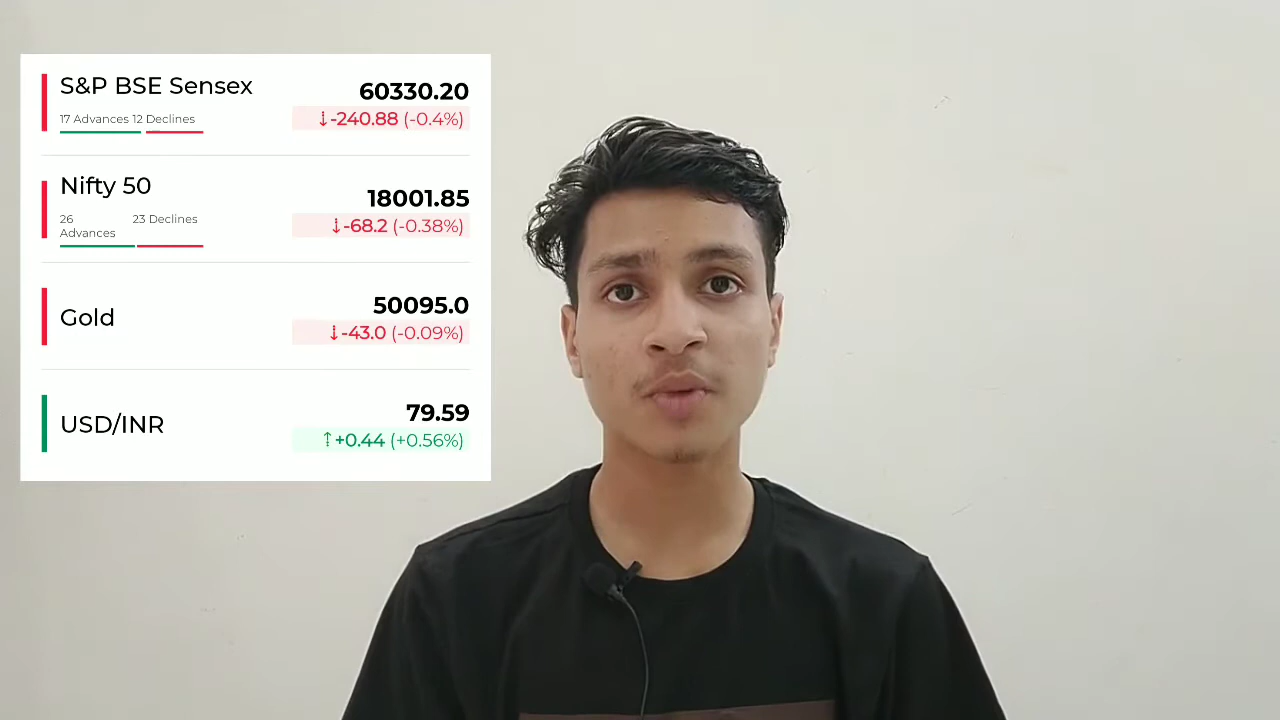 S&P BSE Sensex
60330.20
17 Advances 12 Declines
↓-240.88 (-0.4%)
Nifty 50
18001.85
26 Advances
23 Declines
↓-68.2 (-0.38%)
Gold
50095.0
↓-43.0 (-0.09%)
USD/INR
79.59
↑+0.44 (+0.56%)